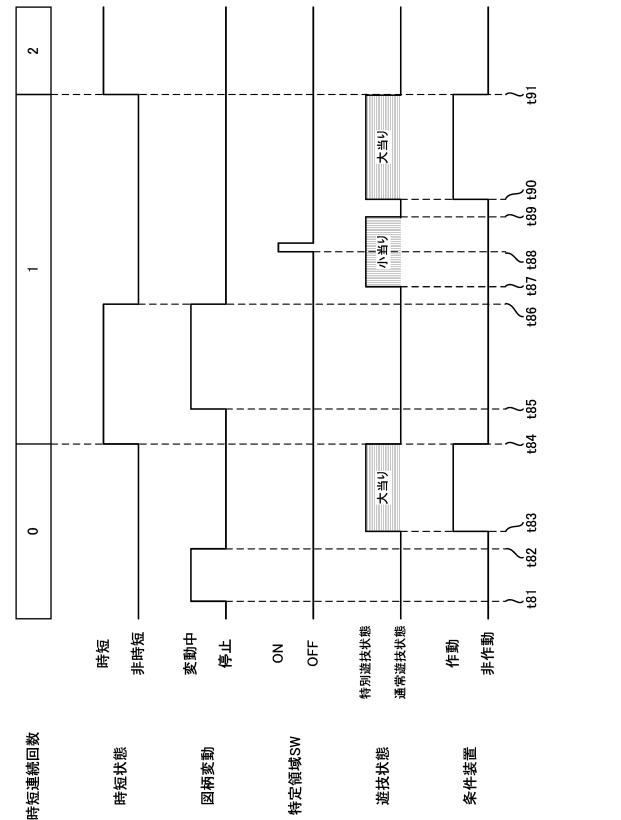 時短連続回数
0
1
2
時短状態
時短
非時短
図柄変動
変動中
停止
特定領域SW
ON
OFF
遊技状態
特別遊技状態
通常遊技状態
大当り
小当り
大当り
条件装置
作動
非作動
t81
t82
t83
t84
t85
t86
t87
t88
t89
t90
t91